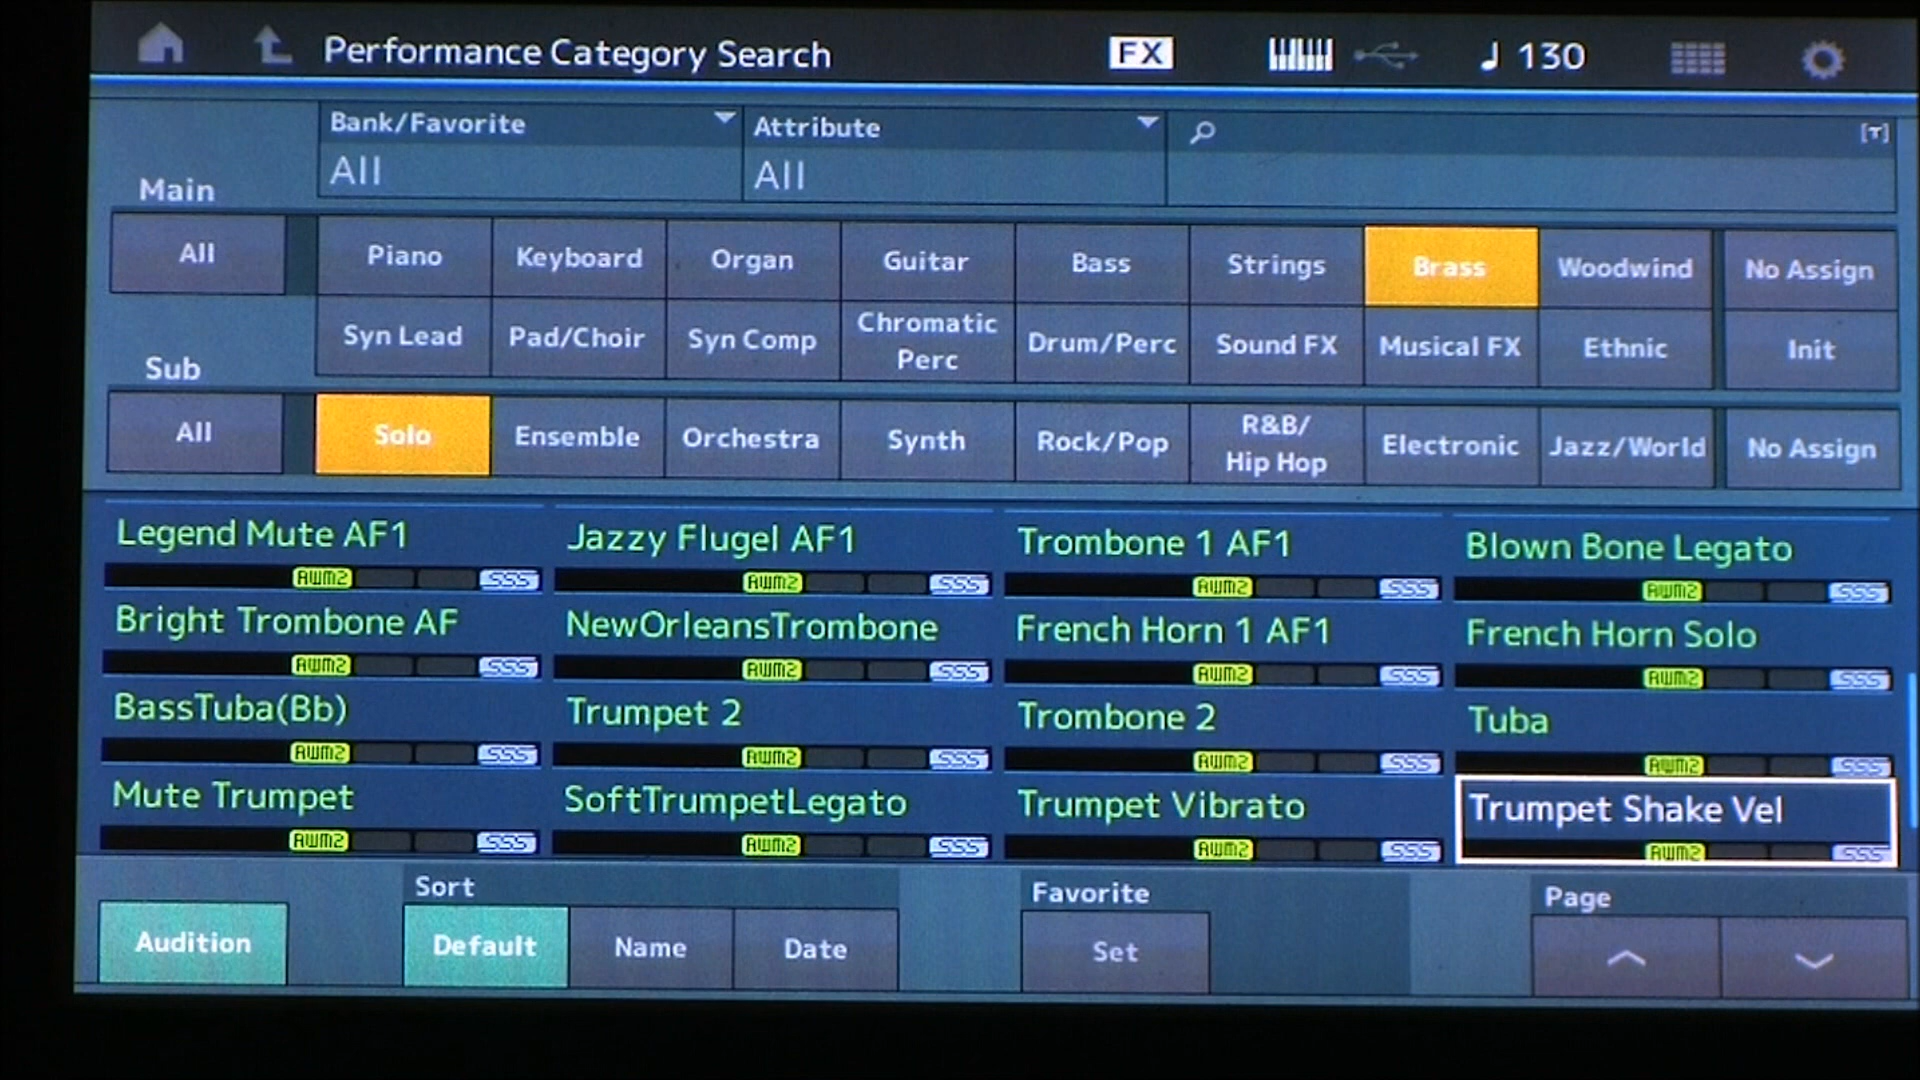 Performance Category Search FX ♩ 130
Bank/Favorite Attribute [T]
All All
Main
All Piano Keyboard Organ Guitar Bass Strings Brass Woodwind No Assign
Syn Lead Pad/Choir Syn Comp Chromatic Perc Drum/Perc Sound FX Musical FX Ethnic Init
Sub
All Solo Ensemble Orchestra Synth Rock/Pop R&B/ Hip Hop Electronic Jazz/World No Assign
Legend Mute AF1 Jazzy Flugel AF1 Trombone 1 AF1 Blown Bone Legato
AWM2 SSS AWM2 SSS AWM2 SSS AWM2 SSS
Bright Trombone AF NewOrleansTrombone French Horn 1 AF1 French Horn Solo
AWM2 SSS AWM2 SSS AWM2 SSS AWM2 SSS
BassTuba(Bb) Trumpet 2 Trombone 2 Tuba
AWM2 SSS AWM2 SSS AWM2 SSS AWM2 SSS
Mute Trumpet SoftTrumpetLegato Trumpet Vibrato Trumpet Shake Vel
AWM2 SSS AWM2 SSS AWM2 SSS AWM2 SSS
Sort Favorite Page
Audition Default Name Date Set